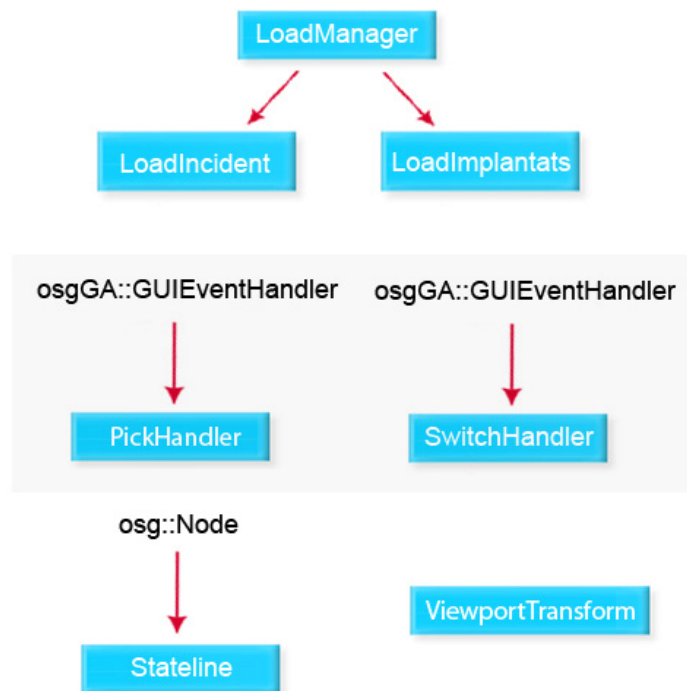 LoadManager
LoadIncident
LoadImplantats
osgGA::GUIEventHandler
osgGA::GUIEventHandler
PickHandler
SwitchHandler
osg::Node
ViewportTransform
Stateline